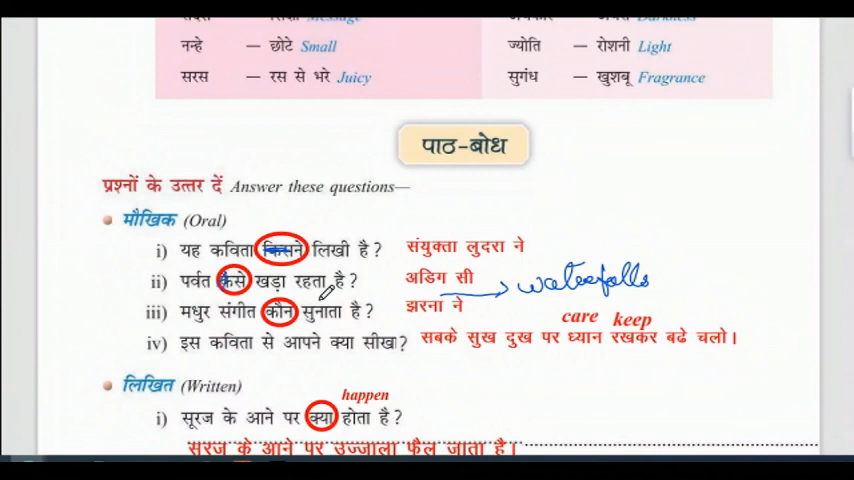 नन्हे – छोटे Small ज्योति – रोशनी Light
सरस – रस से भरे Juicy सुगंध – खुशबू Fragrance
पाठ-बोध
प्रश्नों के उत्तर दें Answer these questions—
मौखिक (Oral)
i) यह कविता किसने लिखी है? संयुक्ता लुदरा ने
ii) पर्वत कैसे खड़ा रहता है? अडिग सी waterfalls
iii) मधुर संगीत कौन सुनाता है? झरना ने
care keep
iv) इस कविता से आपने क्या सीखा? सबके सुख दुख पर ध्यान रखकर बढे चलो।
लिखित (Written)
happen
i) सूरज के आने पर क्या होता है?
सूरज के आने पर उज्जाला फैल जाता है।